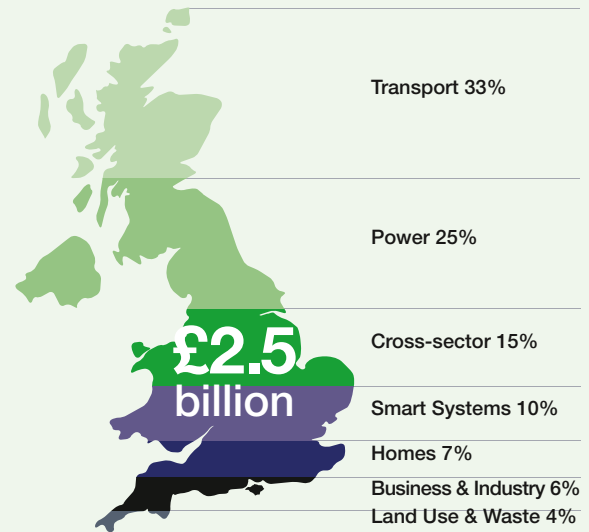 Transport 33%
Power 25%
£2.5
billion
Cross-sector 15%
Smart Systems 10%
Homes 7%
Business & Industry 6%
Land Use & Waste 4%